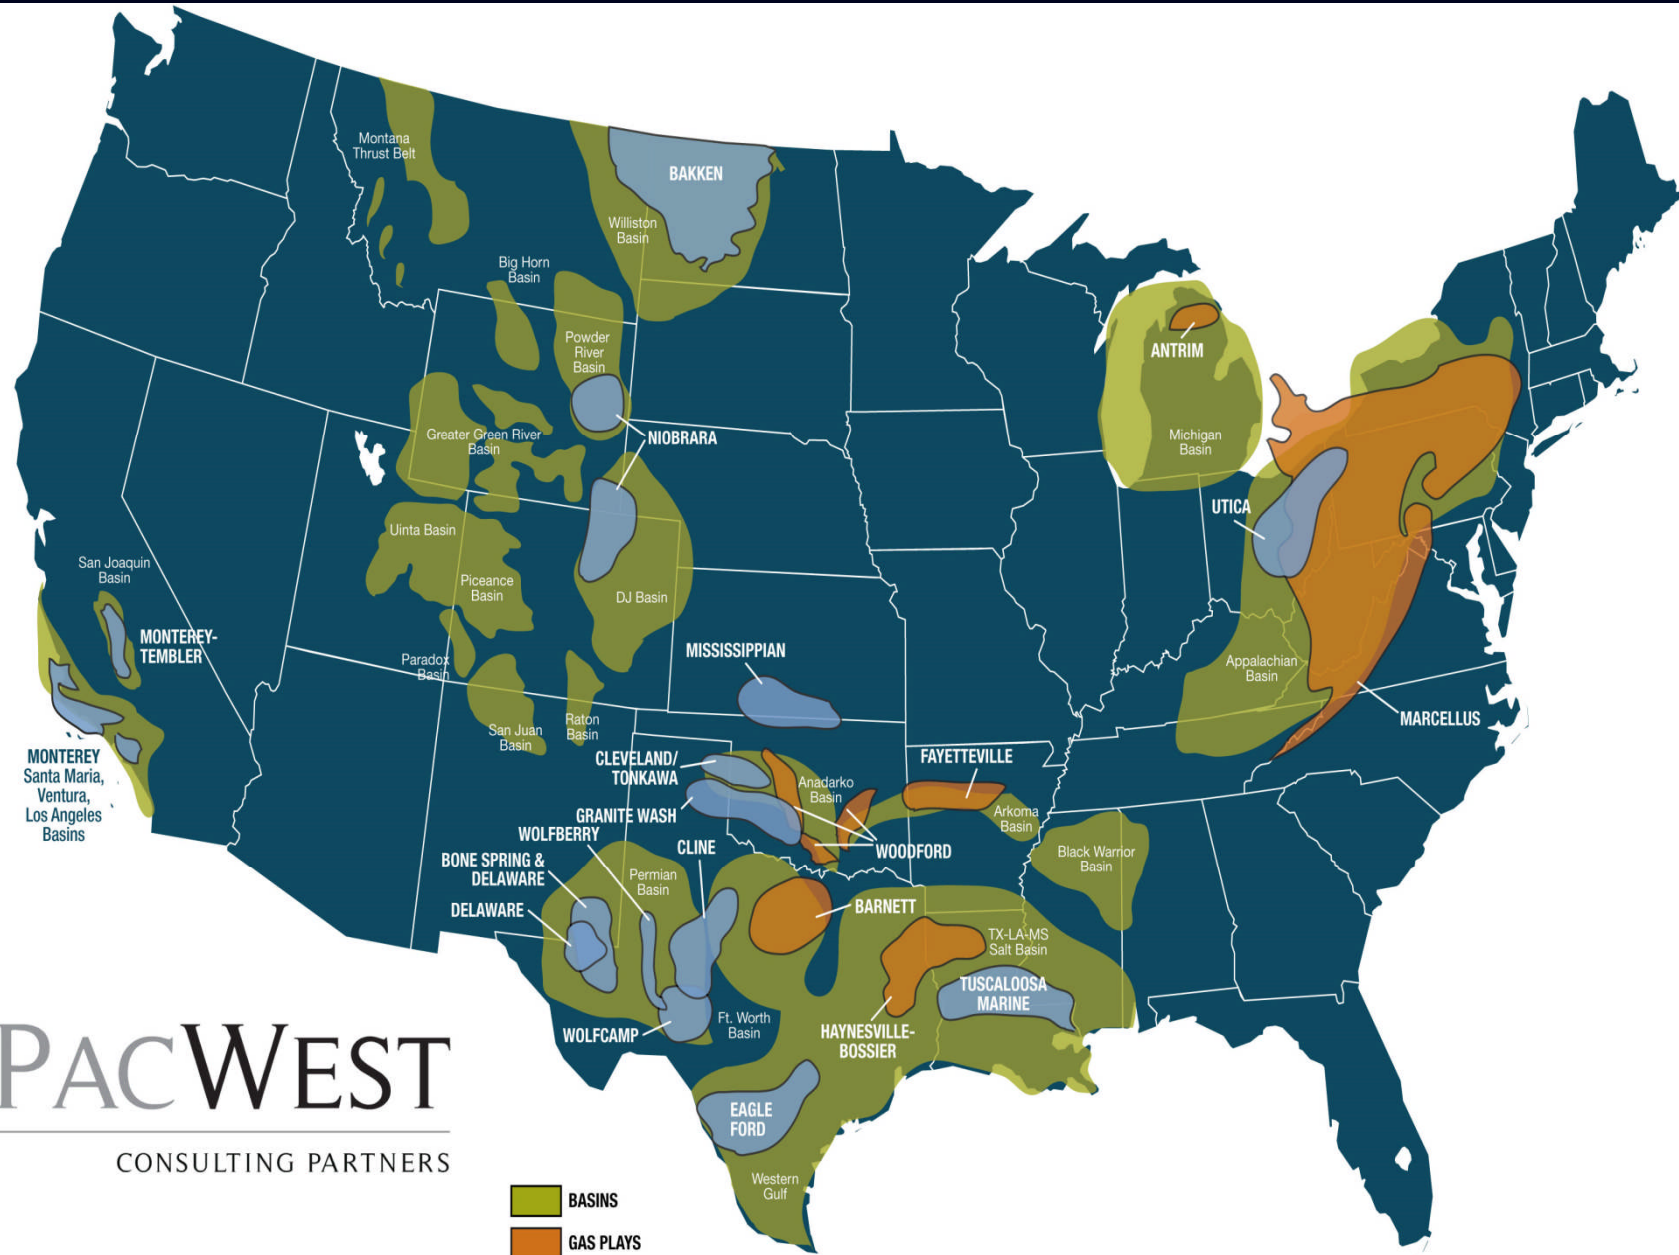 Montana
Thrust Belt
BAKKEN
Williston
Basin
Big Horn
Basin
Powder
River
Basin
ANTRIM
Greater Green River
Basin
NIOBRARA
Michigan
Basin
UTICA
Uinta Basin
San Joaquin
Basin
Piceance
Basin
DJ Basin
MONTEREY-
TEMBLER
MISSISSIPPIAN
Paradox
Basin
Appalachian
Basin
MARCELLUS
San Juan
Basin
Raton
Basin
MONTEREY
Santa Maria,
Ventura,
Los Angeles
Basins
CLEVELAND/
TONKAWA
Anadarko
Basin
FAYETTEVILLE
GRANITE WASH
Arkoma
Basin
WOLFBERRY
CLINE
WOODFORD
Black Warrior
Basin
BONE SPRING &
DELAWARE
Permian
Basin
DELAWARE
BARNETT
TX-LA-MS
Salt Basin
TUSCALOOSA
MARINE
WOLFCAMP
Ft. Worth
Basin
HAYNESVILLE-
BOSSIER
EAGLE
FORD
Western
Gulf
PACWEST
CONSULTING PARTNERS
BASINS
GAS PLAYS